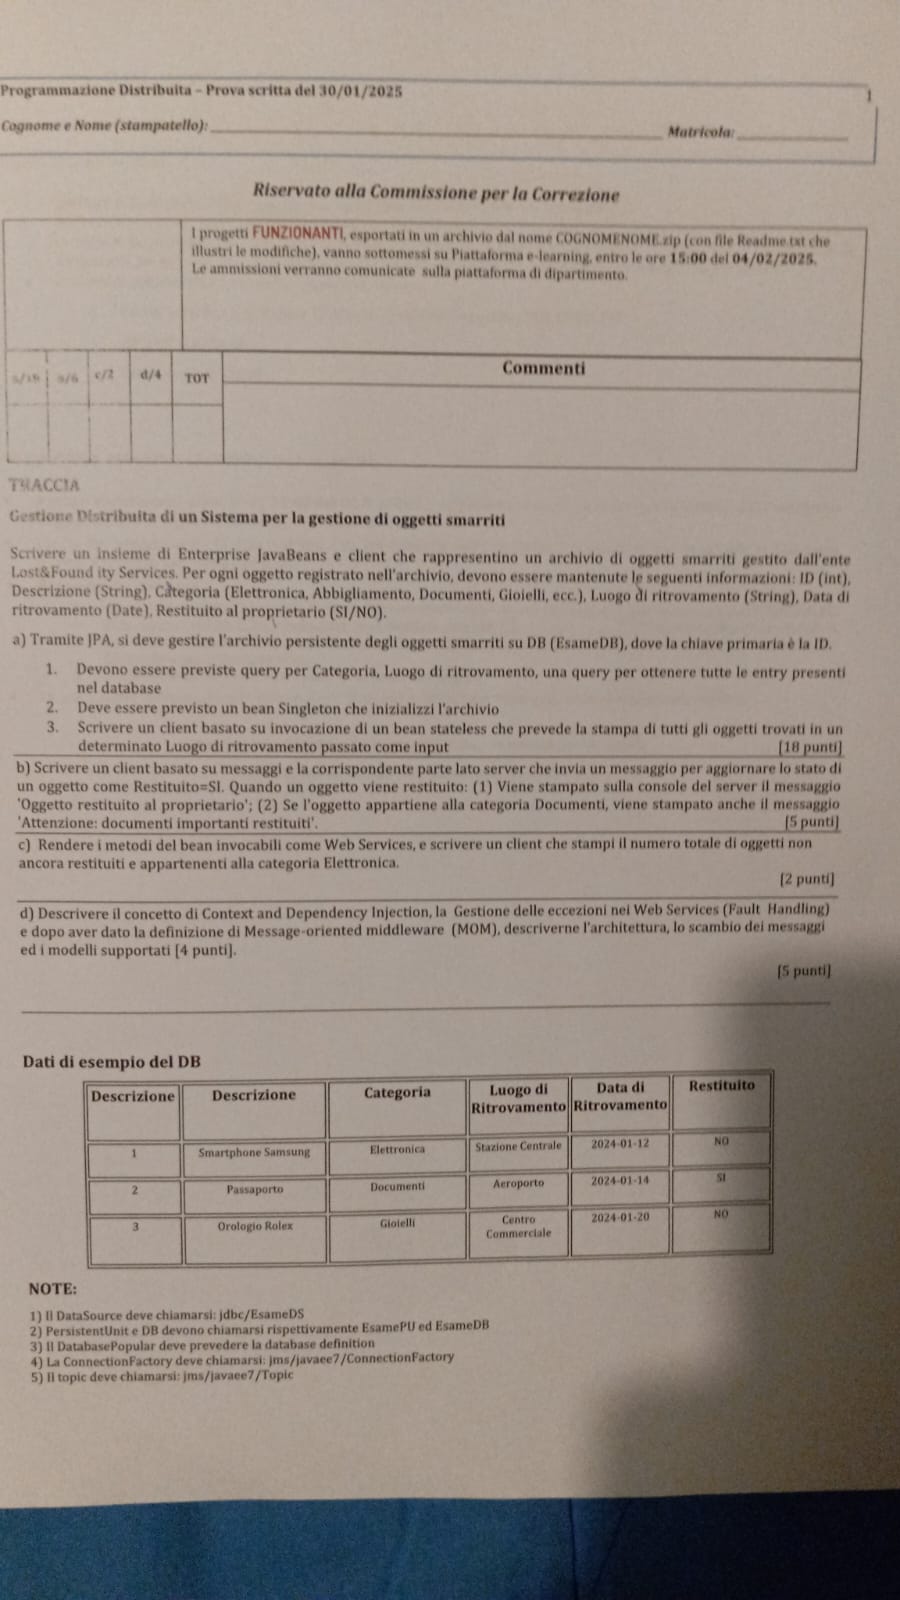 Programmazione Distribuita – Prova scritta del 30/01/2025
1
Cognome e Nome (stampatello):
Matricola:
Riservato alla Commissione per la Correzione
I progetti FUNZIONANTI, esportati in un archivio dal nome COGNOMENOME.zip (con file Readme.txt che
illustri le modifiche), vanno sottomessi su Piattaforma e-learning, entro le ore 15:00 del 04/02/2025.
Le ammissioni verranno comunicate sulla piattaforma di dipartimento.
c/2 d/4 TOT
Commenti
TRACCIA
Gestione Distribuita di un Sistema per la gestione di oggetti smarriti
Scrivere un insieme di Enterprise JavaBeans e client che rappresentino un archivio di oggetti smarriti gestito dall'ente
Lost&Found ity Services. Per ogni oggetto registrato nell'archivio, devono essere mantenute le seguenti informazioni: ID (int),
Descrizione (String), Categoria (Elettronica, Abbigliamento, Documenti, Gioielli, ecc.), Luogo di ritrovamento (String), Data di
ritrovamento (Date), Restituito al proprietario (SI/NO).
a) Tramite JPA, si deve gestire l'archivio persistente degli oggetti smarriti su DB (EsameDB), dove la chiave primaria è la ID.
1. Devono essere previste query per Categoria, Luogo di ritrovamento, una query per ottenere tutte le entry presenti
nel database
2. Deve essere previsto un bean Singleton che inizializzi l'archivio
3. Scrivere un client basato su invocazione di un bean stateless che prevede la stampa di tutti gli oggetti trovati in un
determinato Luogo di ritrovamento passato come input [18 punti]
b) Scrivere un client basato su messaggi e la corrispondente parte lato server che invia un messaggio per aggiornare lo stato di
un oggetto come Restituito=SI. Quando un oggetto viene restituito: (1) Viene stampato sulla console del server il messaggio
'Oggetto restituito al proprietario'; (2) Se l'oggetto appartiene alla categoria Documenti, viene stampato anche il messaggio
'Attenzione: documenti importanti restituiti'. [5 punti]
c) Rendere i metodi del bean invocabili come Web Services, e scrivere un client che stampi il numero totale di oggetti non
ancora restituiti e appartenenti alla categoria Elettronica.
[2 punti]
d) Descrivere il concetto di Context and Dependency Injection, la Gestione delle eccezioni nei Web Services (Fault Handling)
e dopo aver dato la definizione di Message-oriented middleware (MOM), descriverne l'architettura, lo scambio dei messaggi
ed i modelli supportati [4 punti].
[5 punti]
Dati di esempio del DB
Descrizione Descrizione Categoria Luogo di Ritrovamento Data di Ritrovamento Restituito
1 Smartphone Samsung Elettronica Stazione Centrale 2024-01-12 NO
2 Passaporto Documenti Aeroporto 2024-01-14 SI
3 Orologio Rolex Gioielli Centro Commerciale 2024-01-20 NO
NOTE:
1) Il DataSource deve chiamarsi: jdbc/EsameDS
2) PersistentUnit e DB devono chiamarsi rispettivamente EsamePU ed EsameDB
3) Il DatabasePopular deve prevedere la database definition
4) La ConnectionFactory deve chiamarsi: jms/javaee7/ConnectionFactory
5) Il topic deve chiamarsi: jms/javaee7/Topic